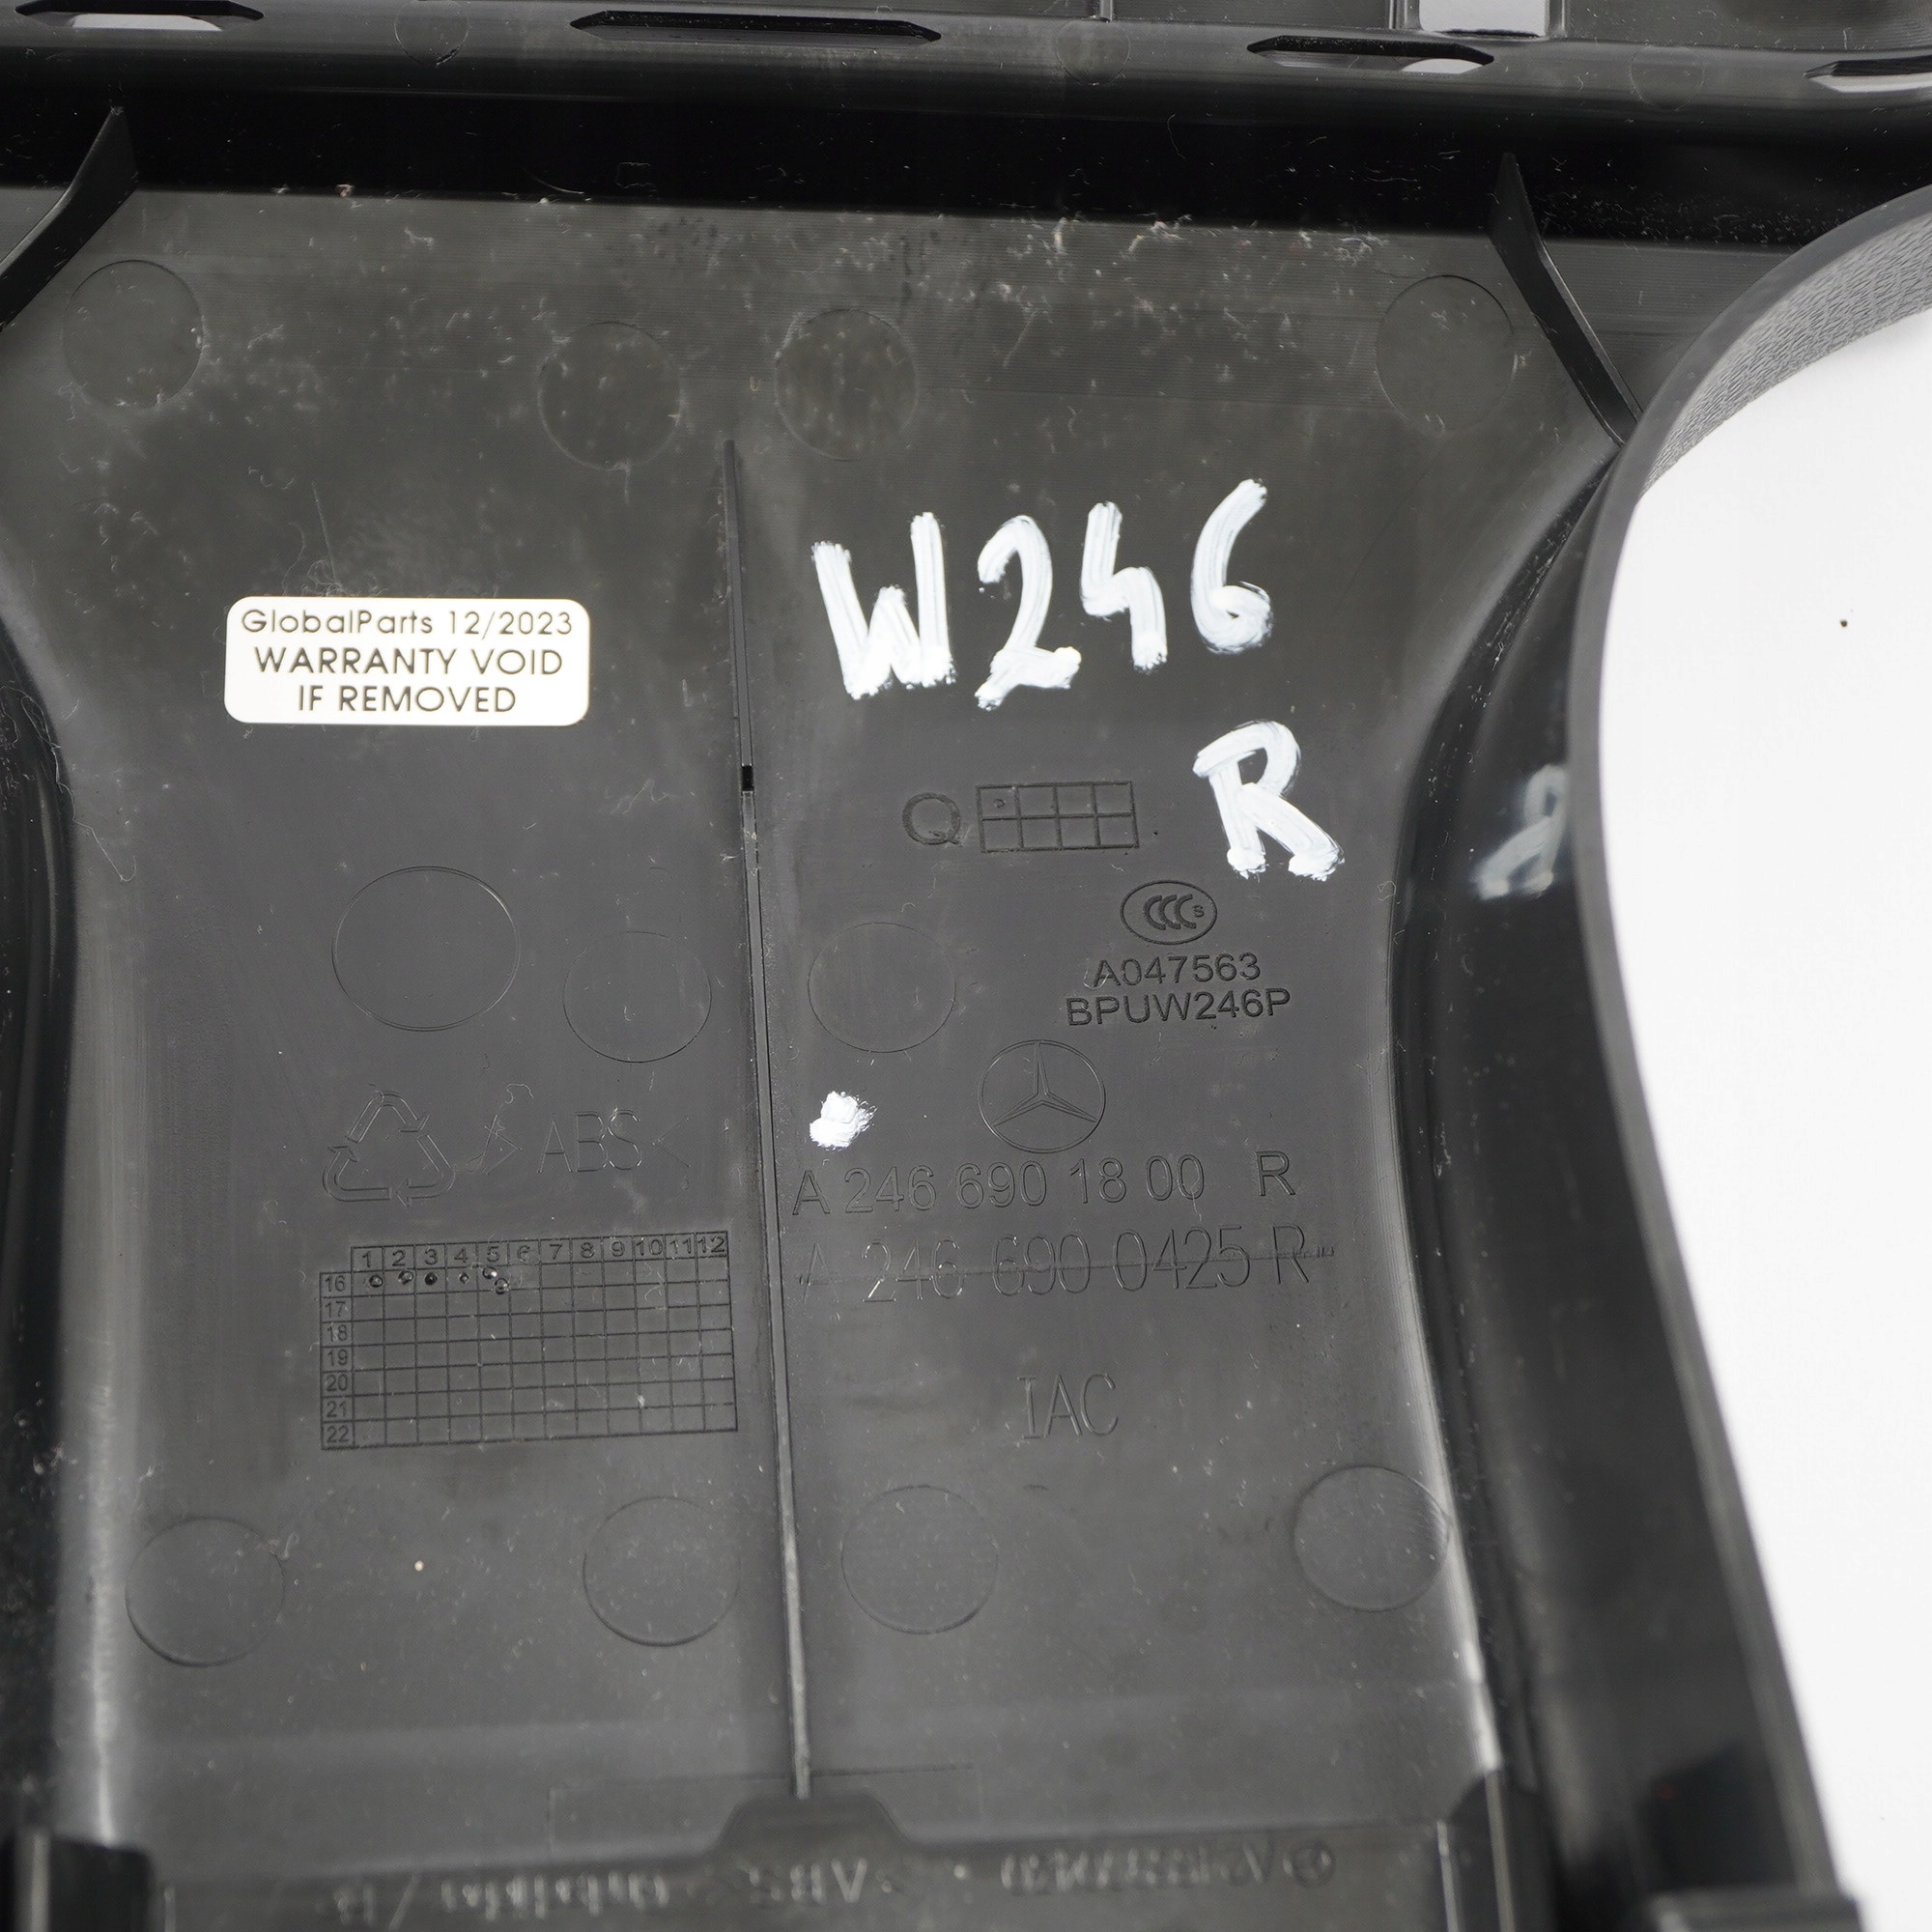 GlobalParts 12/2023
WARRANTY VOID
IF REMOVED
W246
R
Q
CCC S
A047563
BPUW246P
>ABS<
A 246 690 18 00 R
A 246 690 0425 R
IAC
1 2 3 4 5 6 7 8 9 10 11 12
16
17
18
19
20
21
22